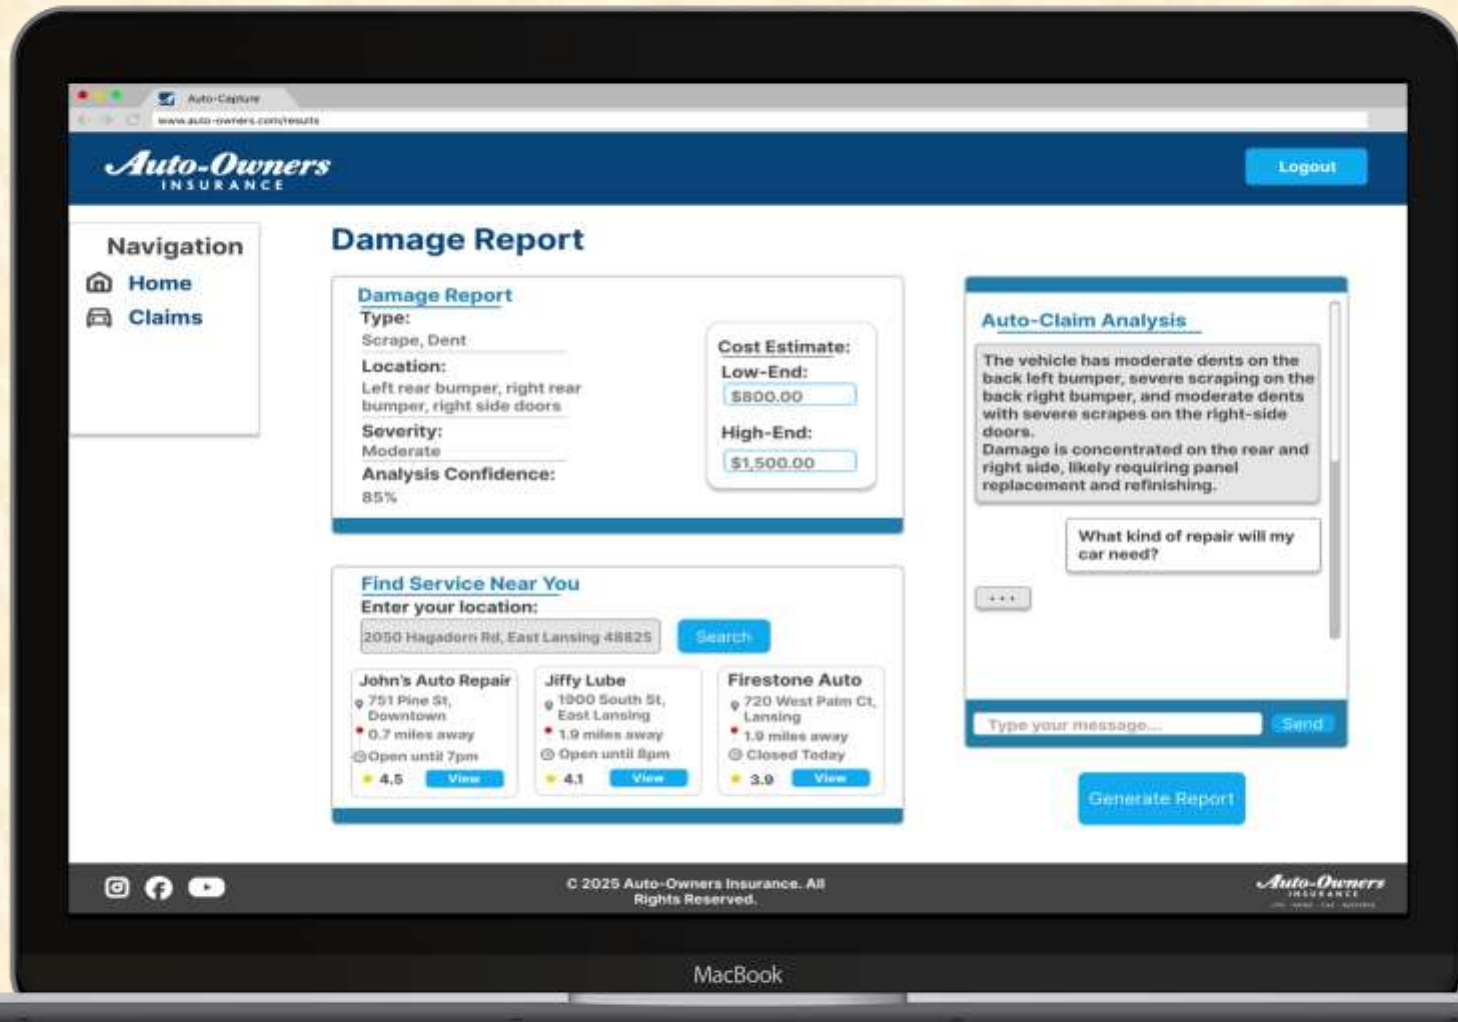 Auto-Capture
www.auto-owners.com/results
Auto-Owners
INSURANCE
Logout
Navigation
Home
Claims
Damage Report
Damage Report
Type:
Scrape, Dent
Location:
Left rear bumper, right rear
bumper, right side doors
Severity:
Moderate
Analysis Confidence:
85%
Cost Estimate:
Low-End:
$800.00
High-End:
$1,500.00
Find Service Near You
Enter your location:
2050 Hagadorn Rd, East Lansing 48825
Search
John's Auto Repair
751 Pine St,
Downtown
0.7 miles away
Open until 7pm
4.5
View
Jiffy Lube
1900 South St,
East Lansing
1.9 miles away
Open until 8pm
4.1
View
Firestone Auto
720 West Palm Ct,
Lansing
1.9 miles away
Closed Today
3.9
View
Auto-Claim Analysis
The vehicle has moderate dents on the
back left bumper, severe scraping on the
back right bumper, and moderate dents
with severe scrapes on the right-side
doors.
Damage is concentrated on the rear and
right side, likely requiring panel
replacement and refinishing.
What kind of repair will my
car need?
...
Type your message...
Send
Generate Report
C 2025 Auto-Owners Insurance. All
Rights Reserved.
Auto-Owners
INSURANCE
MacBook